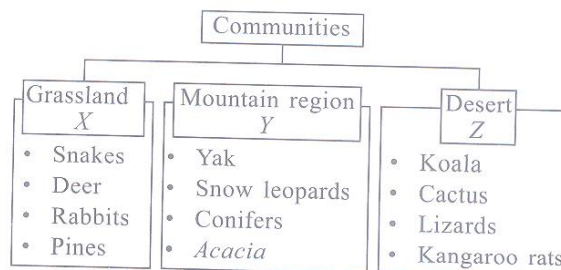 Communities
Grassland
X
• Snakes
• Deer
• Rabbits
• Pines
Mountain region
Y
• Yak
• Snow leopards
• Conifers
• Acacia
Desert
Z
• Koala
• Cactus
• Lizards
• Kangaroo rats